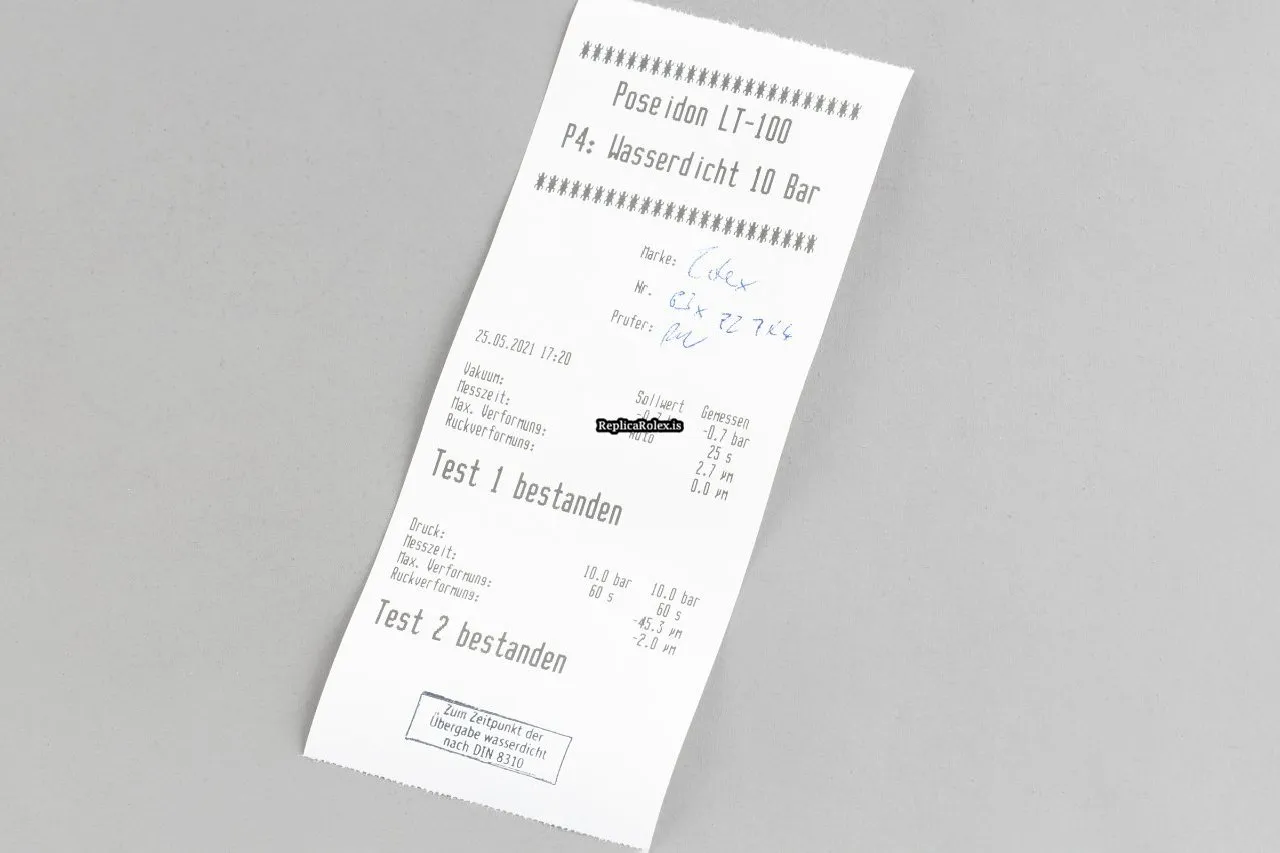 ************************
Poseidon LT-100
P4: Wasserdicht 10 Bar
************************
Marke: Rolex
Nr.
Prufer:
25.05.2021 17:20
Sollwert Gemessen
Vakuum: -0.7 bar
Messzeit: Auto 25 s
Max. Verformung: 2.7 µm
Ruckverformung: 0.0 µm
ReplicaRolex.is
Test 1 bestanden
Druck: 10.0 bar 10.0 bar
Messzeit: 60 s 60 s
Max. Verformung: -45.3 µm
Ruckverformung: -2.0 µm
Test 2 bestanden
Zum Zeitpunkt der
Übergabe wasserdicht
nach DIN 8310